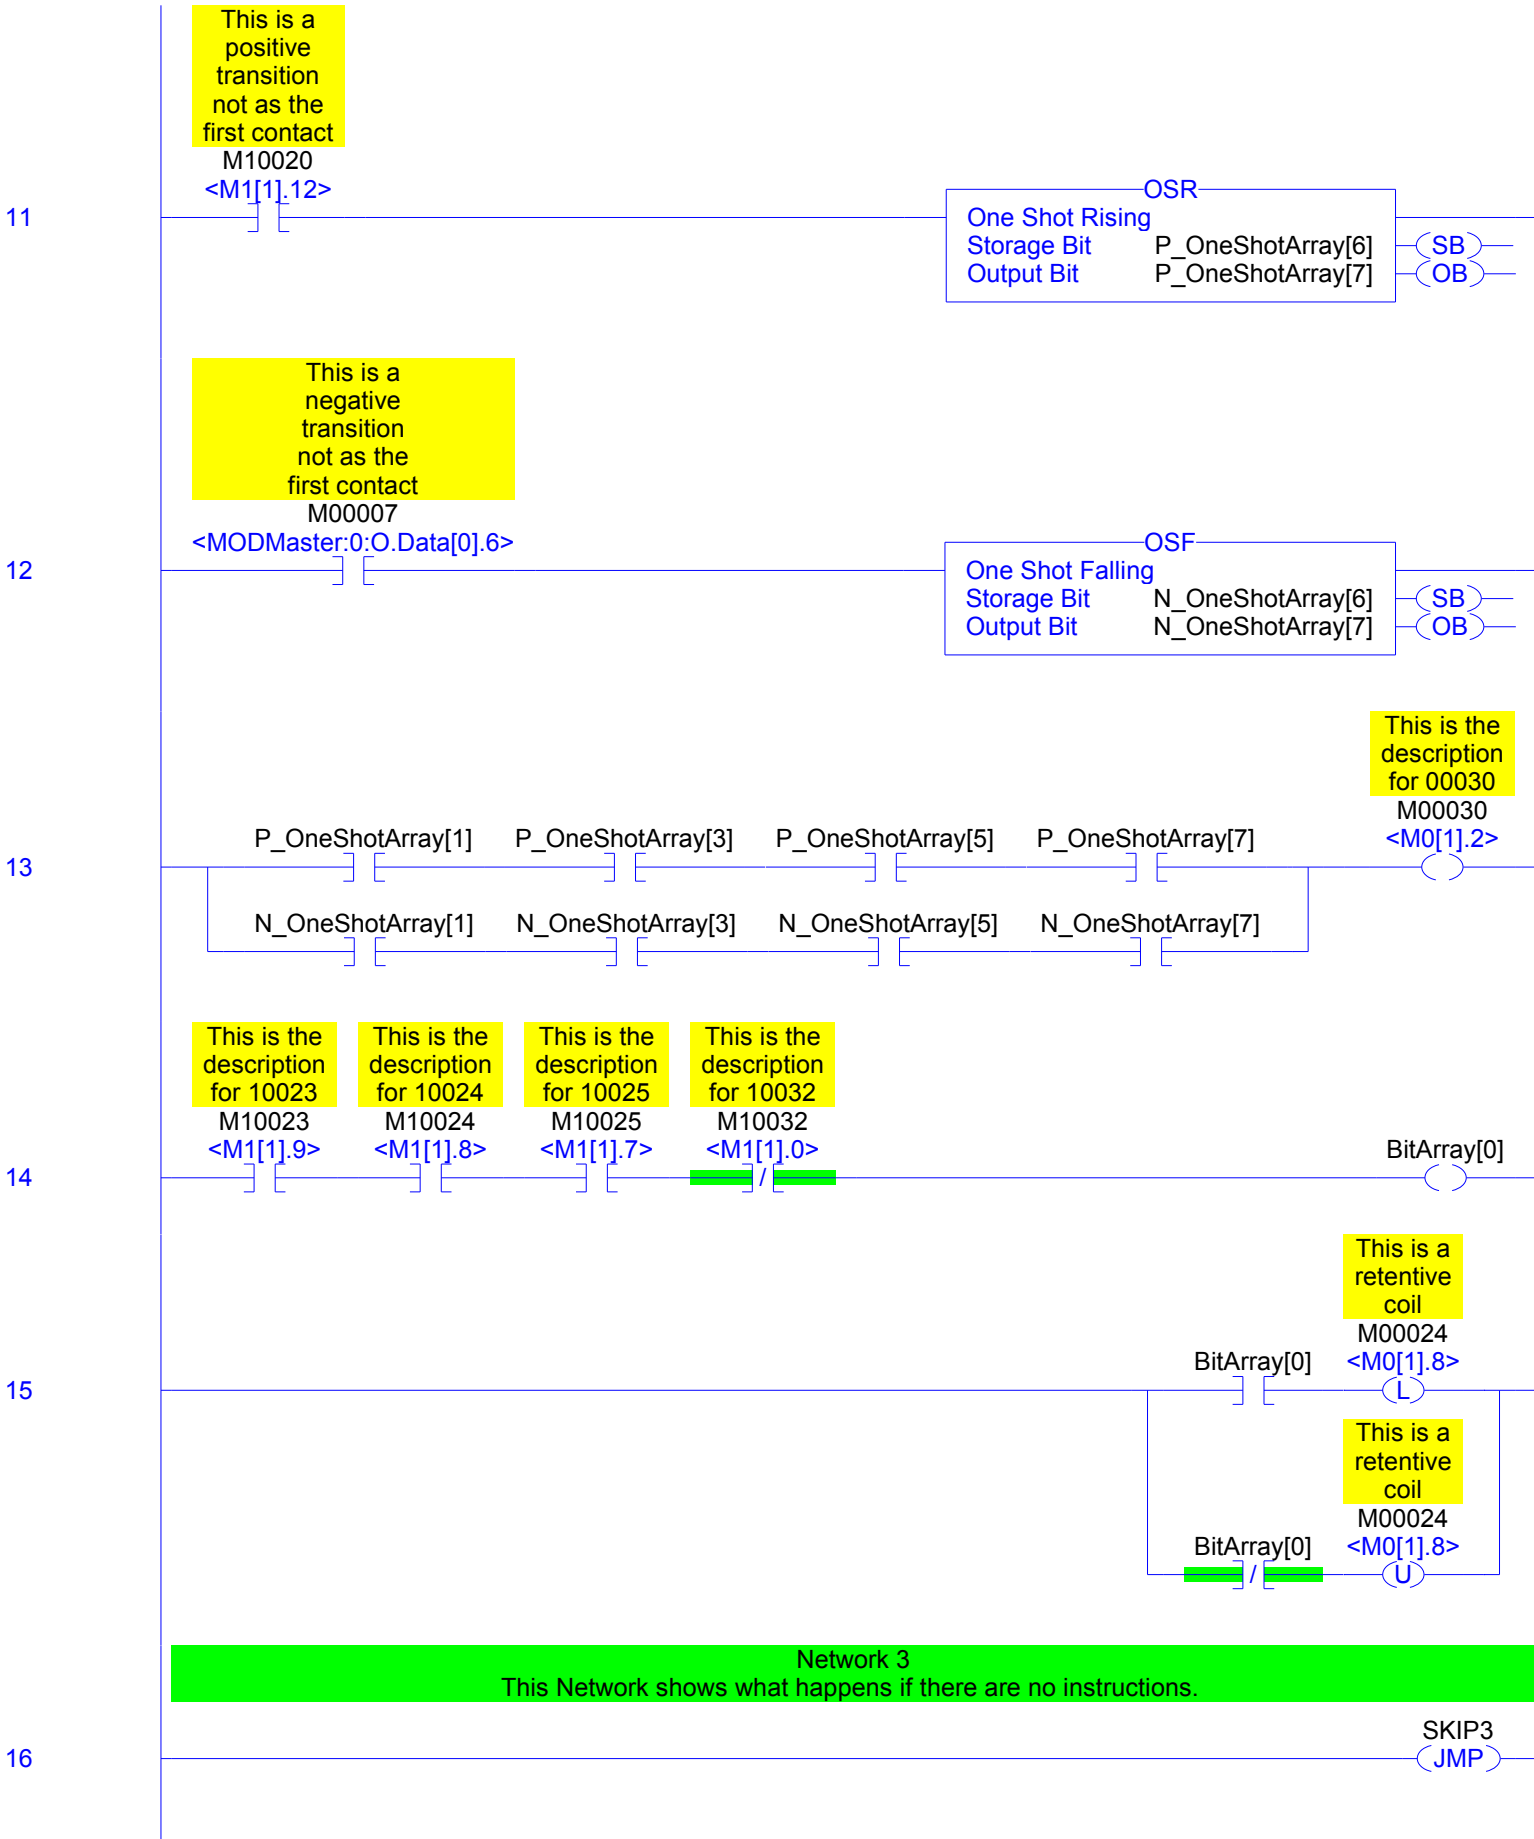 This is a
positive
transition
not as the
first contact
M10020
<M1[1].12>
11
OSR
One Shot Rising
Storage Bit P_OneShotArray[6]
Output Bit P_OneShotArray[7]
SB
OB
This is a
negative
transition
not as the
first contact
M00007
<MODMaster:0:O.Data[0].6>
12
OSF
One Shot Falling
Storage Bit N_OneShotArray[6]
Output Bit N_OneShotArray[7]
SB
OB
This is the
description
for 00030
M00030
<M0[1].2>
13
P_OneShotArray[1] P_OneShotArray[3] P_OneShotArray[5] P_OneShotArray[7]
N_OneShotArray[1] N_OneShotArray[3] N_OneShotArray[5] N_OneShotArray[7]
This is the
description
for 10023
M10023
<M1[1].9>
This is the
description
for 10024
M10024
<M1[1].8>
This is the
description
for 10025
M10025
<M1[1].7>
This is the
description
for 10032
M10032
<M1[1].0>
/
BitArray[0]
14
This is a
retentive
coil
M00024
BitArray[0] <M0[1].8>
L
15
This is a
retentive
coil
M00024
BitArray[0] <M0[1].8>
/ U
Network 3
This Network shows what happens if there are no instructions.
SKIP3
16
JMP